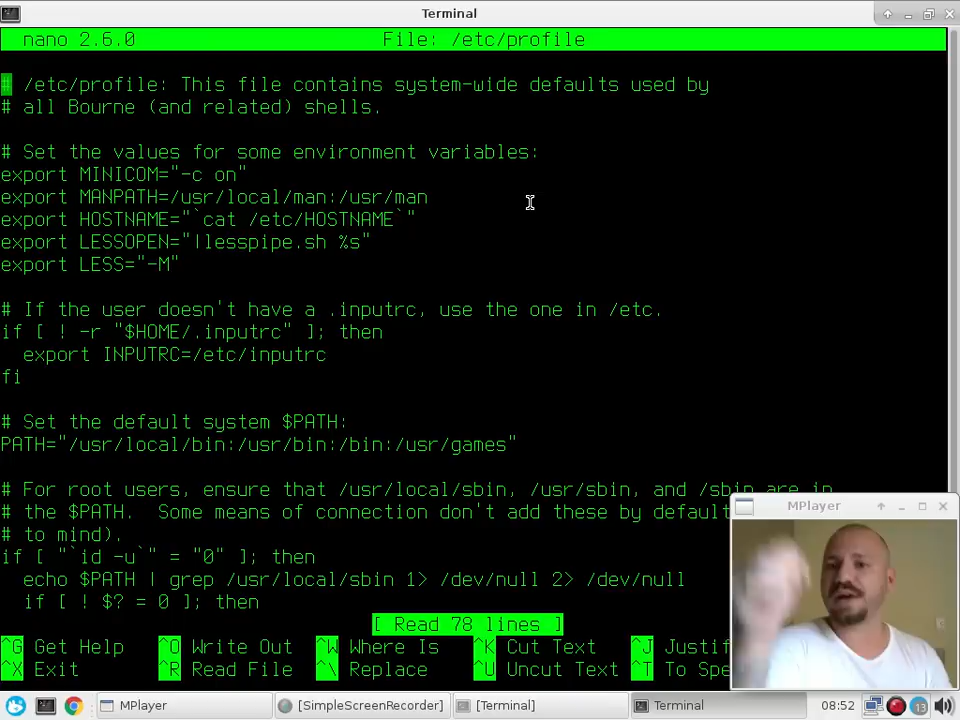 Terminal
nano 2.6.0 File: /etc/profile
# /etc/profile: This file contains system-wide defaults used by
# all Bourne (and related) shells.
# Set the values for some environment variables:
export MINICOM="-c on"
export MANPATH=/usr/local/man:/usr/man
export HOSTNAME="`cat /etc/HOSTNAME`"
export LESSOPEN="|lesspipe.sh %s"
export LESS="-M"
# If the user doesn't have a .inputrc, use the one in /etc.
if [ ! -r "$HOME/.inputrc" ]; then
  export INPUTRC=/etc/inputrc
fi
# Set the default system $PATH:
PATH="/usr/local/bin:/usr/bin:/bin:/usr/games"
# For root users, ensure that /usr/local/sbin, /usr/sbin, and /sbin are in
# the $PATH.  Some means of connection don't add these by default
# to mind).
if [ "`id -u`" = "0" ]; then
  echo $PATH | grep /usr/local/sbin 1> /dev/null 2> /dev/null
  if [ ! $? = 0 ]; then
MPlayer
[ Read 78 lines ]
^G Get Help ^O Write Out ^W Where Is ^K Cut Text ^J Justif
^X Exit ^R Read File ^\ Replace ^U Uncut Text ^T To Spe
MPlayer [SimpleScreenRecorder] [Terminal] Terminal 13 08:52